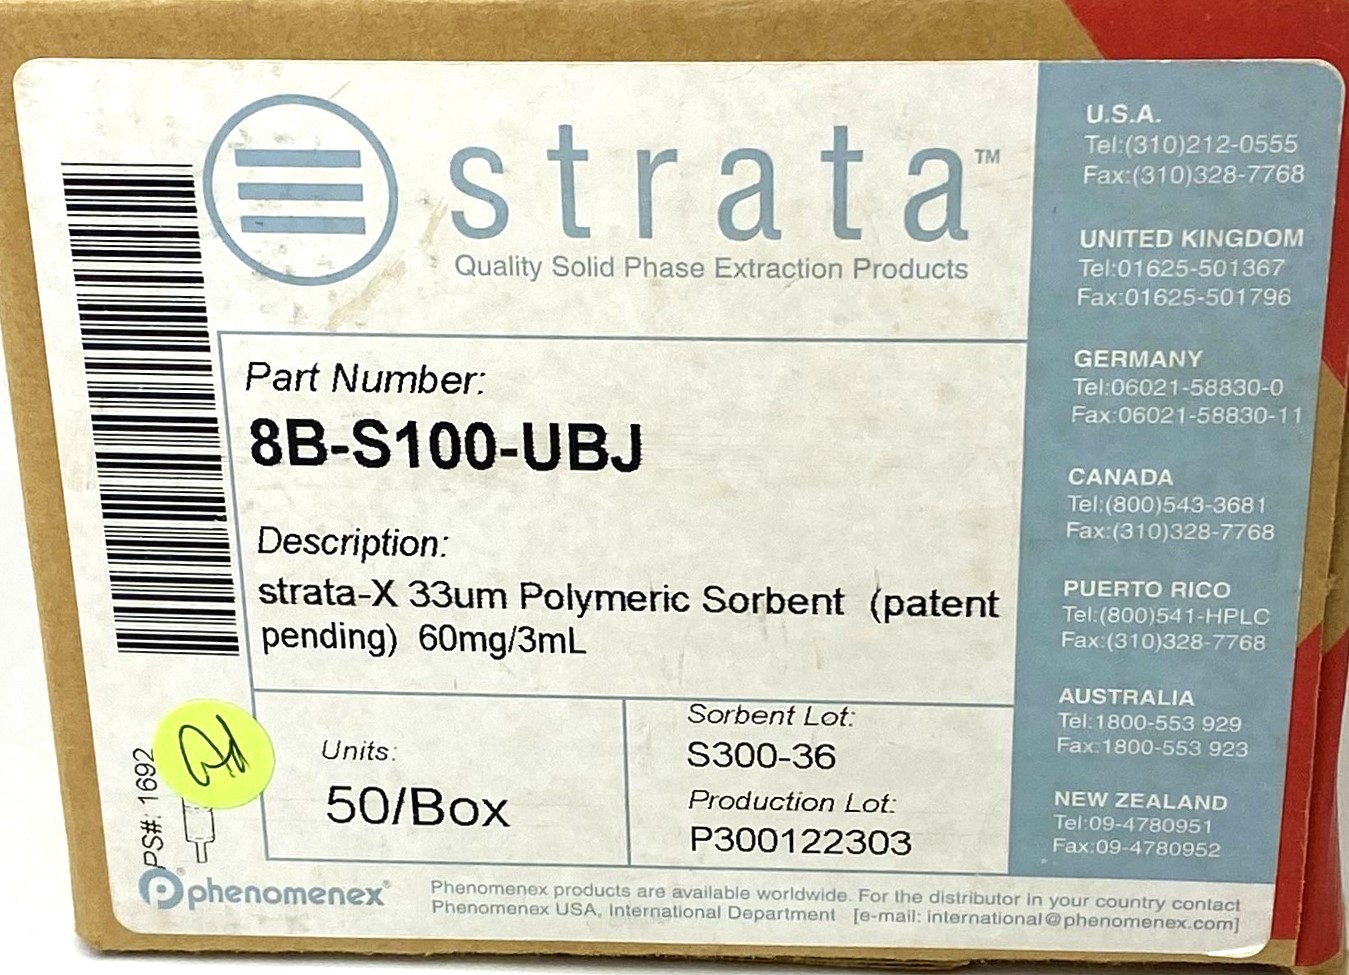 strata™
Quality Solid Phase Extraction Products
Part Number:
8B-S100-UBJ
Description:
strata-X 33um Polymeric Sorbent (patent
pending) 60mg/3mL
Units:
50/Box
Sorbent Lot:
S300-36
Production Lot:
P300122303
PS#: 1692
phenomenex®
Phenomenex products are available worldwide. For the distributor in your country contact
Phenomenex USA, International Department [e-mail: international@phenomenex.com]
U.S.A.
Tel:(310)212-0555
Fax:(310)328-7768
UNITED KINGDOM
Tel:01625-501367
Fax:01625-501796
GERMANY
Tel:06021-58830-0
Fax:06021-58830-11
CANADA
Tel:(800)543-3681
Fax:(310)328-7768
PUERTO RICO
Tel:(800)541-HPLC
Fax:(310)328-7768
AUSTRALIA
Tel:1800-553 929
Fax:1800-553 923
NEW ZEALAND
Tel:09-4780951
Fax:09-4780952